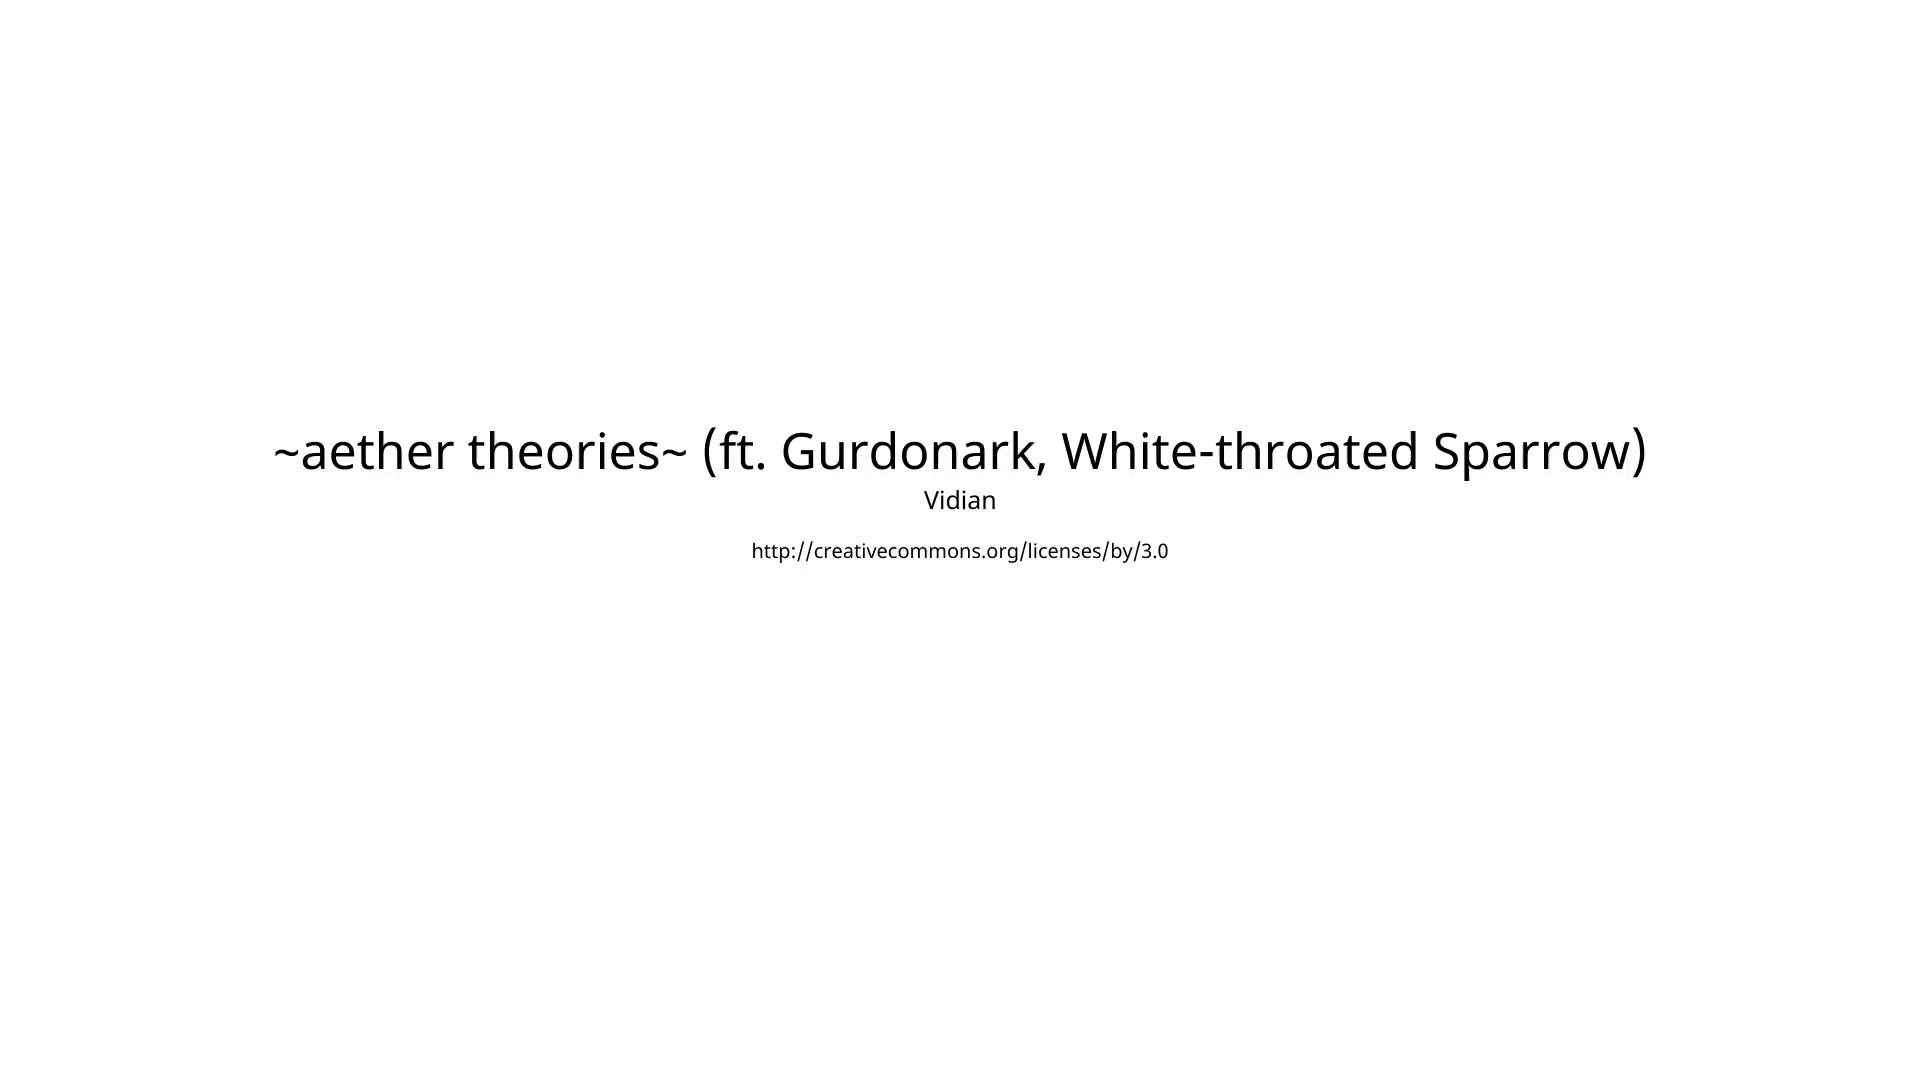 ~aether theories~ (ft. Gurdonark, White-throated Sparrow)
Vidian
http://creativecommons.org/licenses/by/3.0